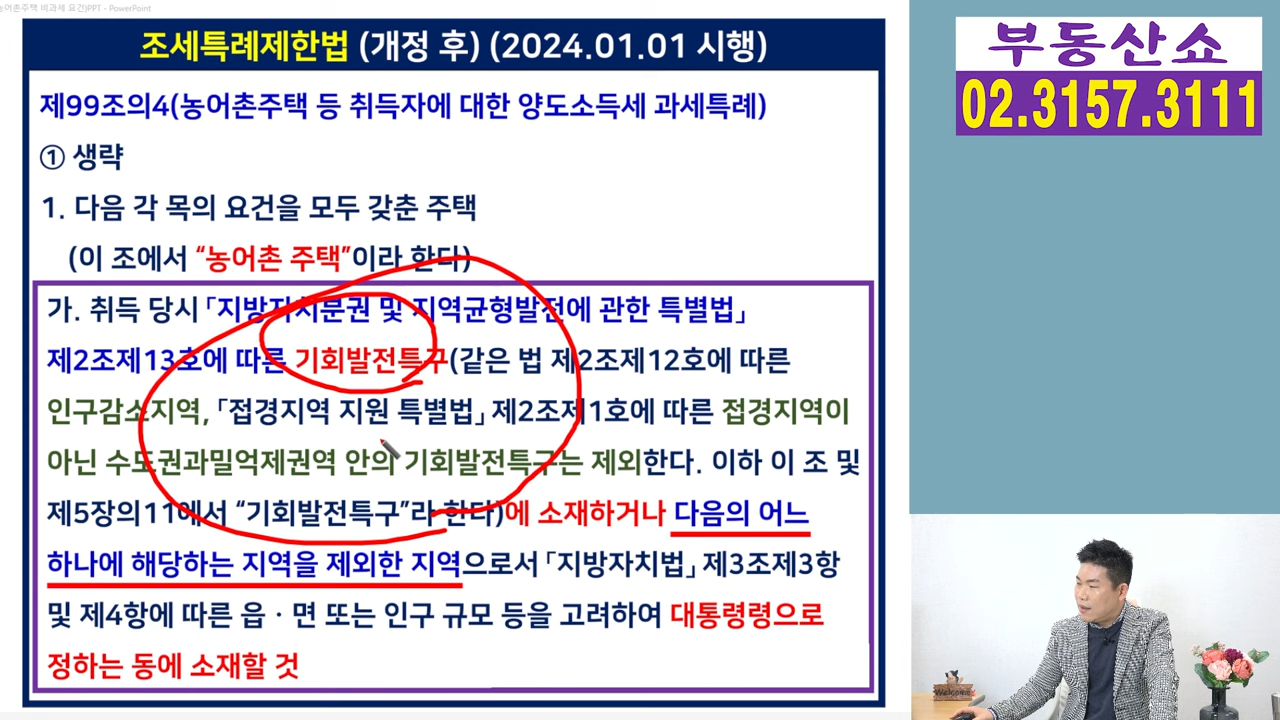 농어촌주택 비과세 요건)PPT - PowerPoint
조세특례제한법 (개정 후) (2024.01.01 시행)
제99조의4(농어촌주택 등 취득자에 대한 양도소득세 과세특례)
① 생략
1. 다음 각 목의 요건을 모두 갖춘 주택
(이 조에서 “농어촌 주택”이라 한다)
가. 취득 당시 「지방자치분권 및 지역균형발전에 관한 특별법」
제2조제13호에 따른 기회발전특구(같은 법 제2조제12호에 따른
인구감소지역, 「접경지역 지원 특별법」 제2조제1호에 따른 접경지역이
아닌 수도권과밀억제권역 안의 기회발전특구는 제외한다. 이하 이 조 및
제5장의11에서 “기회발전특구”라 한다)에 소재하거나 다음의 어느
하나에 해당하는 지역을 제외한 지역으로서 「지방자치법」 제3조제3항
및 제4항에 따른 읍 · 면 또는 인구 규모 등을 고려하여 대통령령으로
정하는 동에 소재할 것
부동산쇼
02.3157.3111
Welcome